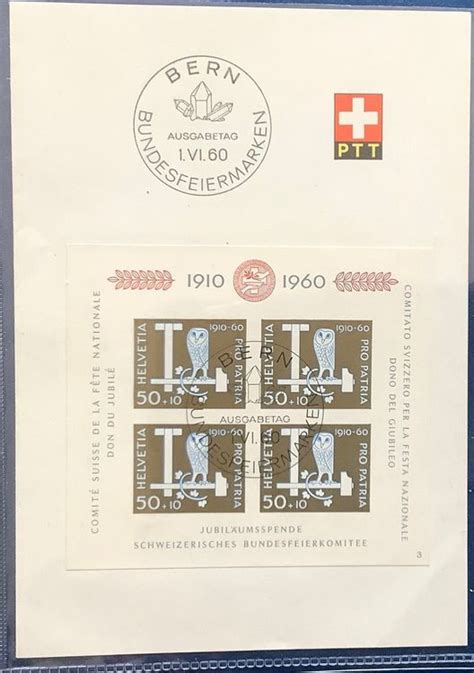 BERN
AUSGABETAG
1.VI.60
BUNDESFEIERMARKEN
PTT
1910 1960
COMITÉ SUISSE DE LA FÊTE NATIONALE
DON DU JUBILÉ
COMITATO SVIZZERO PER LA FESTA NAZIONALE
DONO DEL GIUBILEO
HELVETIA
1910-60
PRO PATRIA
50+10
HELVETIA
1910-60
PRO PATRIA
50+10
BERN
AUSGABETAG
1.VI.60
BUNDESFEIERMARKEN
HELVETIA
1910-60
PRO PATRIA
50+10
HELVETIA
1910-60
PRO PATRIA
50+10
JUBILÄUMSSPENDE
SCHWEIZERISCHES BUNDESFEIERKOMITEE
3